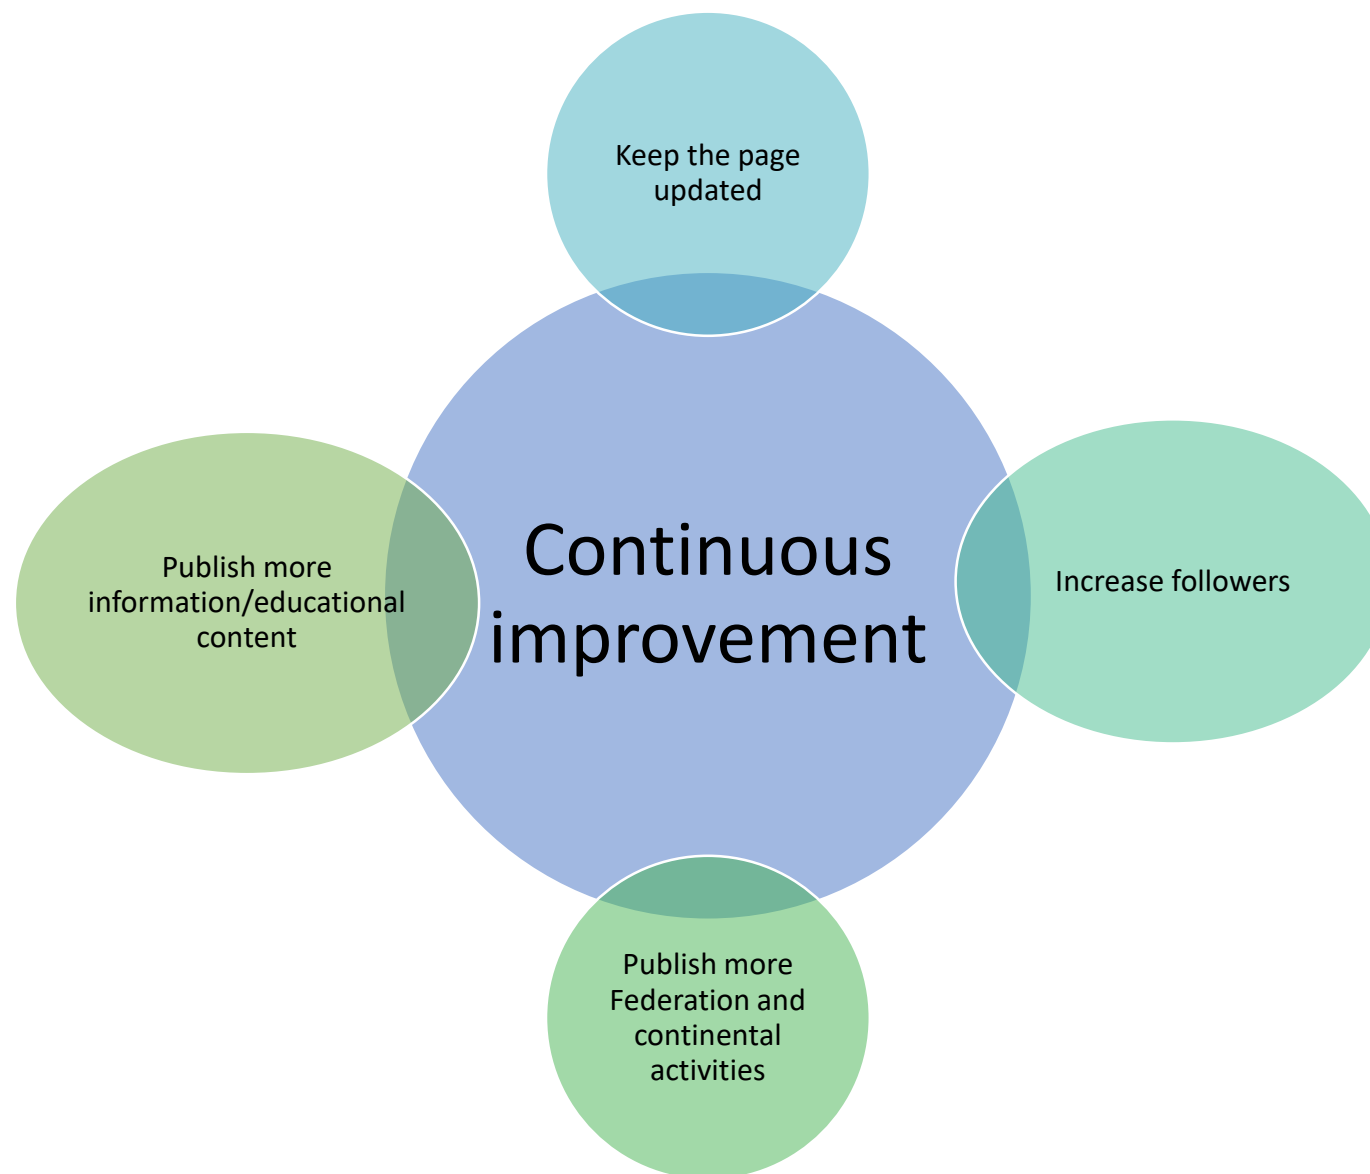 Keep the page
updated
Publish more
information/educational
content
Continuous
improvement
Increase followers
Publish more
Federation and
continental
activities